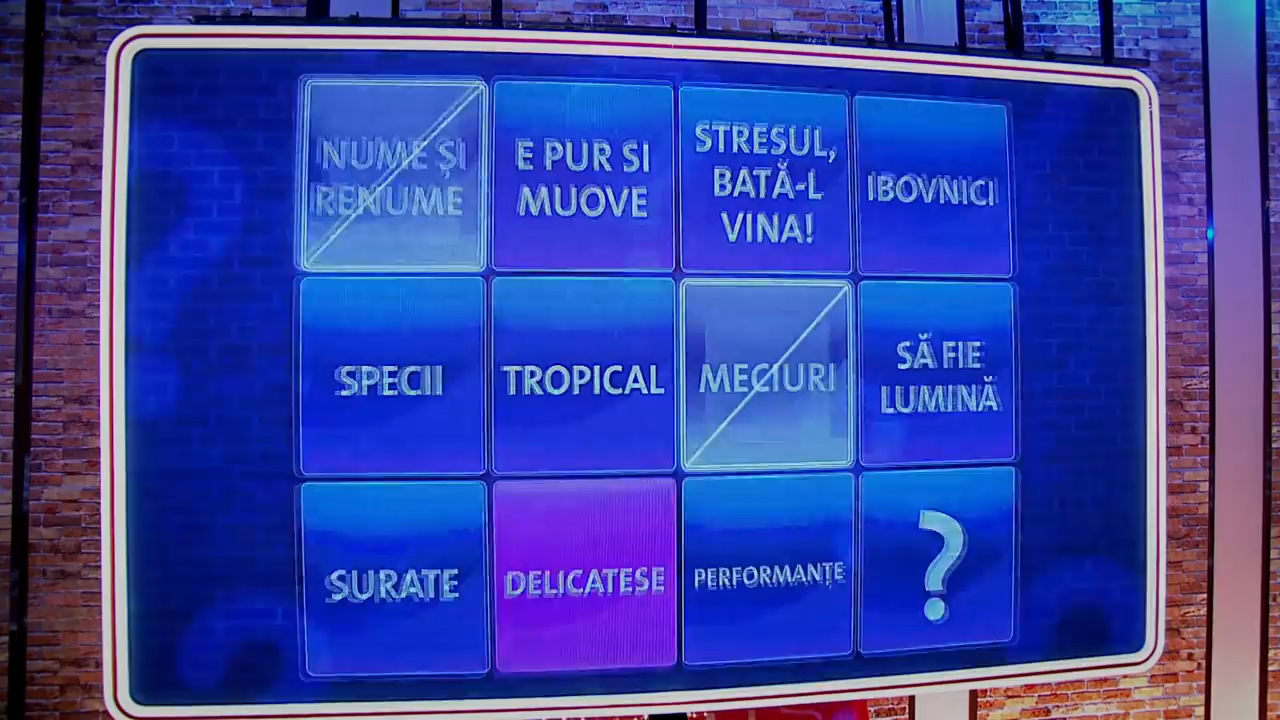 NUME ȘI
RENUME
E PUR SI
MUOVE
STRESUL,
BATĂ-L
VINA!
IBOVNICI
SPECII
TROPICAL
MECIURI
SĂ FIE
LUMINĂ
SURATE
DELICATESE
PERFORMANȚE
?